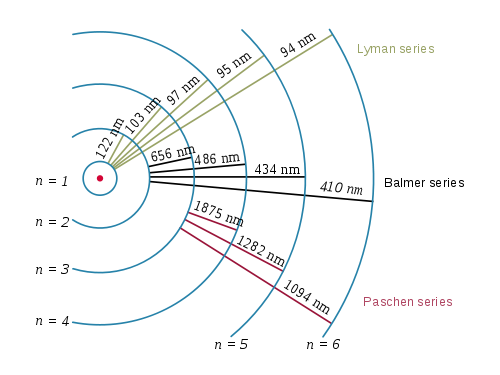 94 nm
Lyman series
95 nm
97 nm
103 nm
122 nm
656 nm
486 nm
434 nm
410 nm
Balmer series
n = 1
1875 nm
n = 2
1282 nm
n = 3
1094 nm
Paschen series
n = 4
n = 5
n = 6